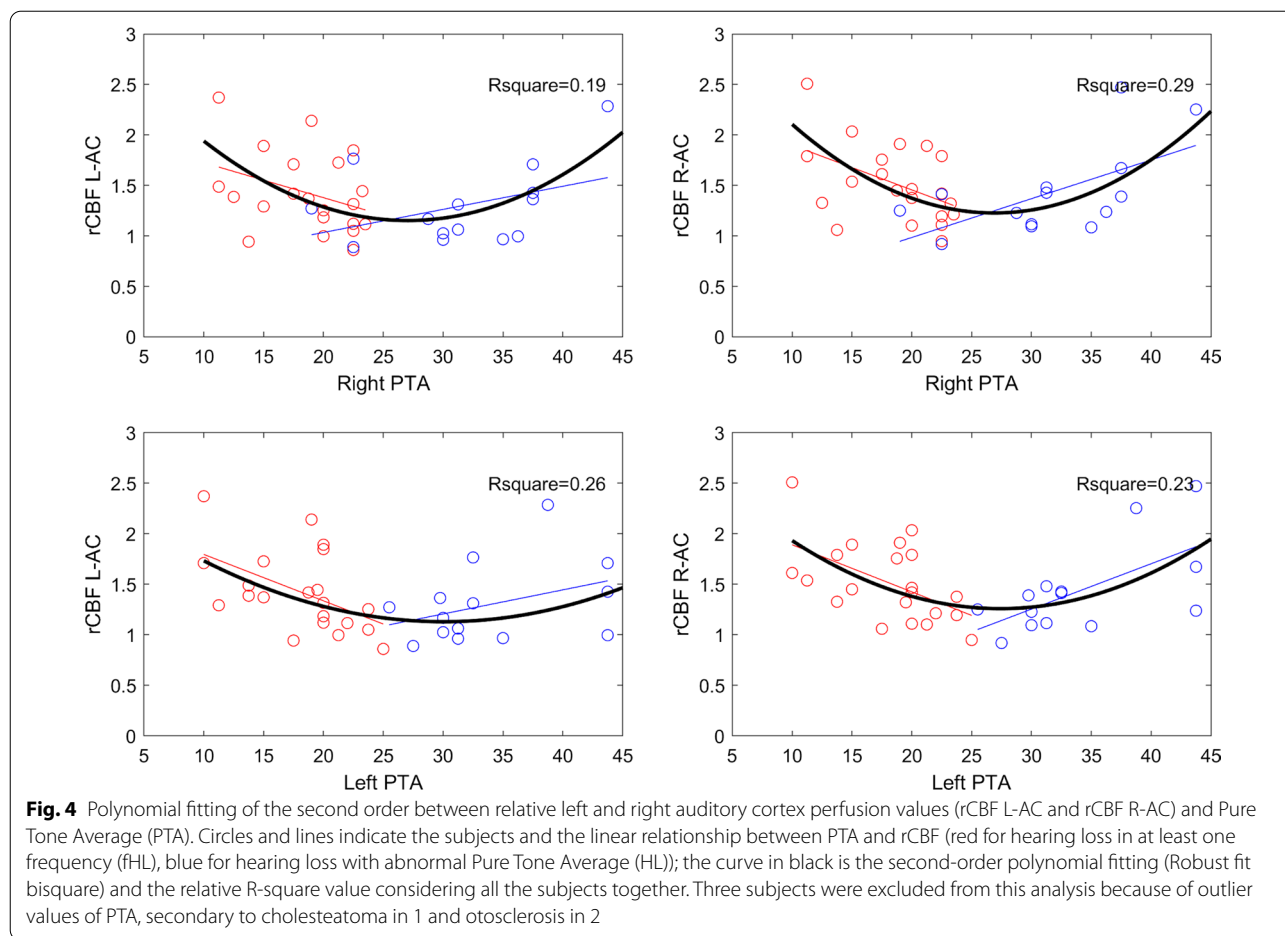 3
2.5
2
1.5
1
0.5
0
rCBF L-AC
Rsquare=0.19
5 10 15 20 25 30 35 40 45
Right PTA
3
2.5
2
1.5
1
0.5
0
rCBF R-AC
Rsquare=0.29
5 10 15 20 25 30 35 40 45
Right PTA
3
2.5
2
1.5
1
0.5
0
rCBF L-AC
Rsquare=0.26
5 10 15 20 25 30 35 40 45
Left PTA
3
2.5
2
1.5
1
0.5
0
rCBF R-AC
Rsquare=0.23
5 10 15 20 25 30 35 40 45
Left PTA
Fig. 4 Polynomial fitting of the second order between relative left and right auditory cortex perfusion values (rCBF L-AC and rCBF R-AC) and Pure
Tone Average (PTA). Circles and lines indicate the subjects and the linear relationship between PTA and rCBF (red for hearing loss in at least one
frequency (fHL), blue for hearing loss with abnormal Pure Tone Average (HL)); the curve in black is the second-order polynomial fitting (Robust fit
bisquare) and the relative R-square value considering all the subjects together. Three subjects were excluded from this analysis because of outlier
values of PTA, secondary to cholesteatoma in 1 and otosclerosis in 2